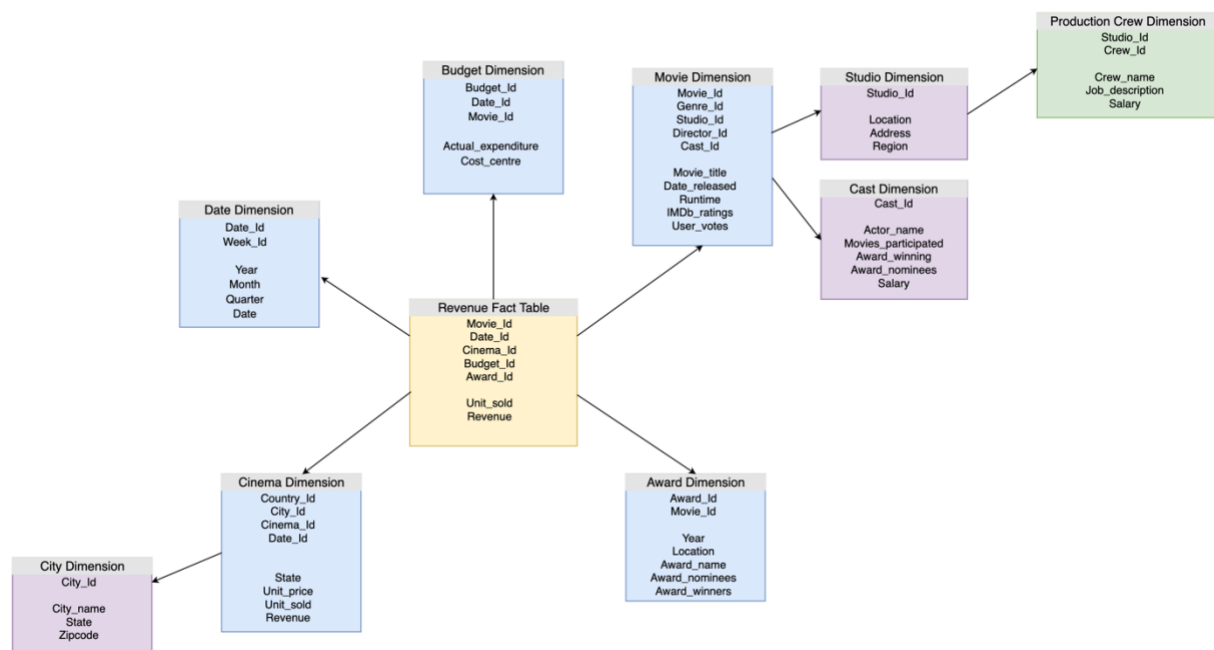 Production Crew Dimension
Studio_Id
Crew_Id
Crew_name
Job_description
Salary
Budget Dimension
Budget_Id
Date_Id
Movie_Id
Actual_expenditure
Cost_centre
Movie Dimension
Movie_Id
Genre_Id
Studio_Id
Director_Id
Cast_Id
Movie_title
Date_released
Runtime
IMDb_ratings
User_votes
Studio Dimension
Studio_Id
Location
Address
Region
Cast Dimension
Cast_Id
Actor_name
Movies_participated
Award_winning
Award_nominees
Salary
Date Dimension
Date_Id
Week_Id
Year
Month
Quarter
Date
Revenue Fact Table
Movie_Id
Date_Id
Cinema_Id
Budget_Id
Award_Id
Unit_sold
Revenue
Cinema Dimension
Country_Id
City_Id
Cinema_Id
Date_Id
State
Unit_price
Unit_sold
Revenue
Award Dimension
Award_Id
Movie_Id
Year
Location
Award_name
Award_nominees
Award_winners
City Dimension
City_Id
City_name
State
Zipcode